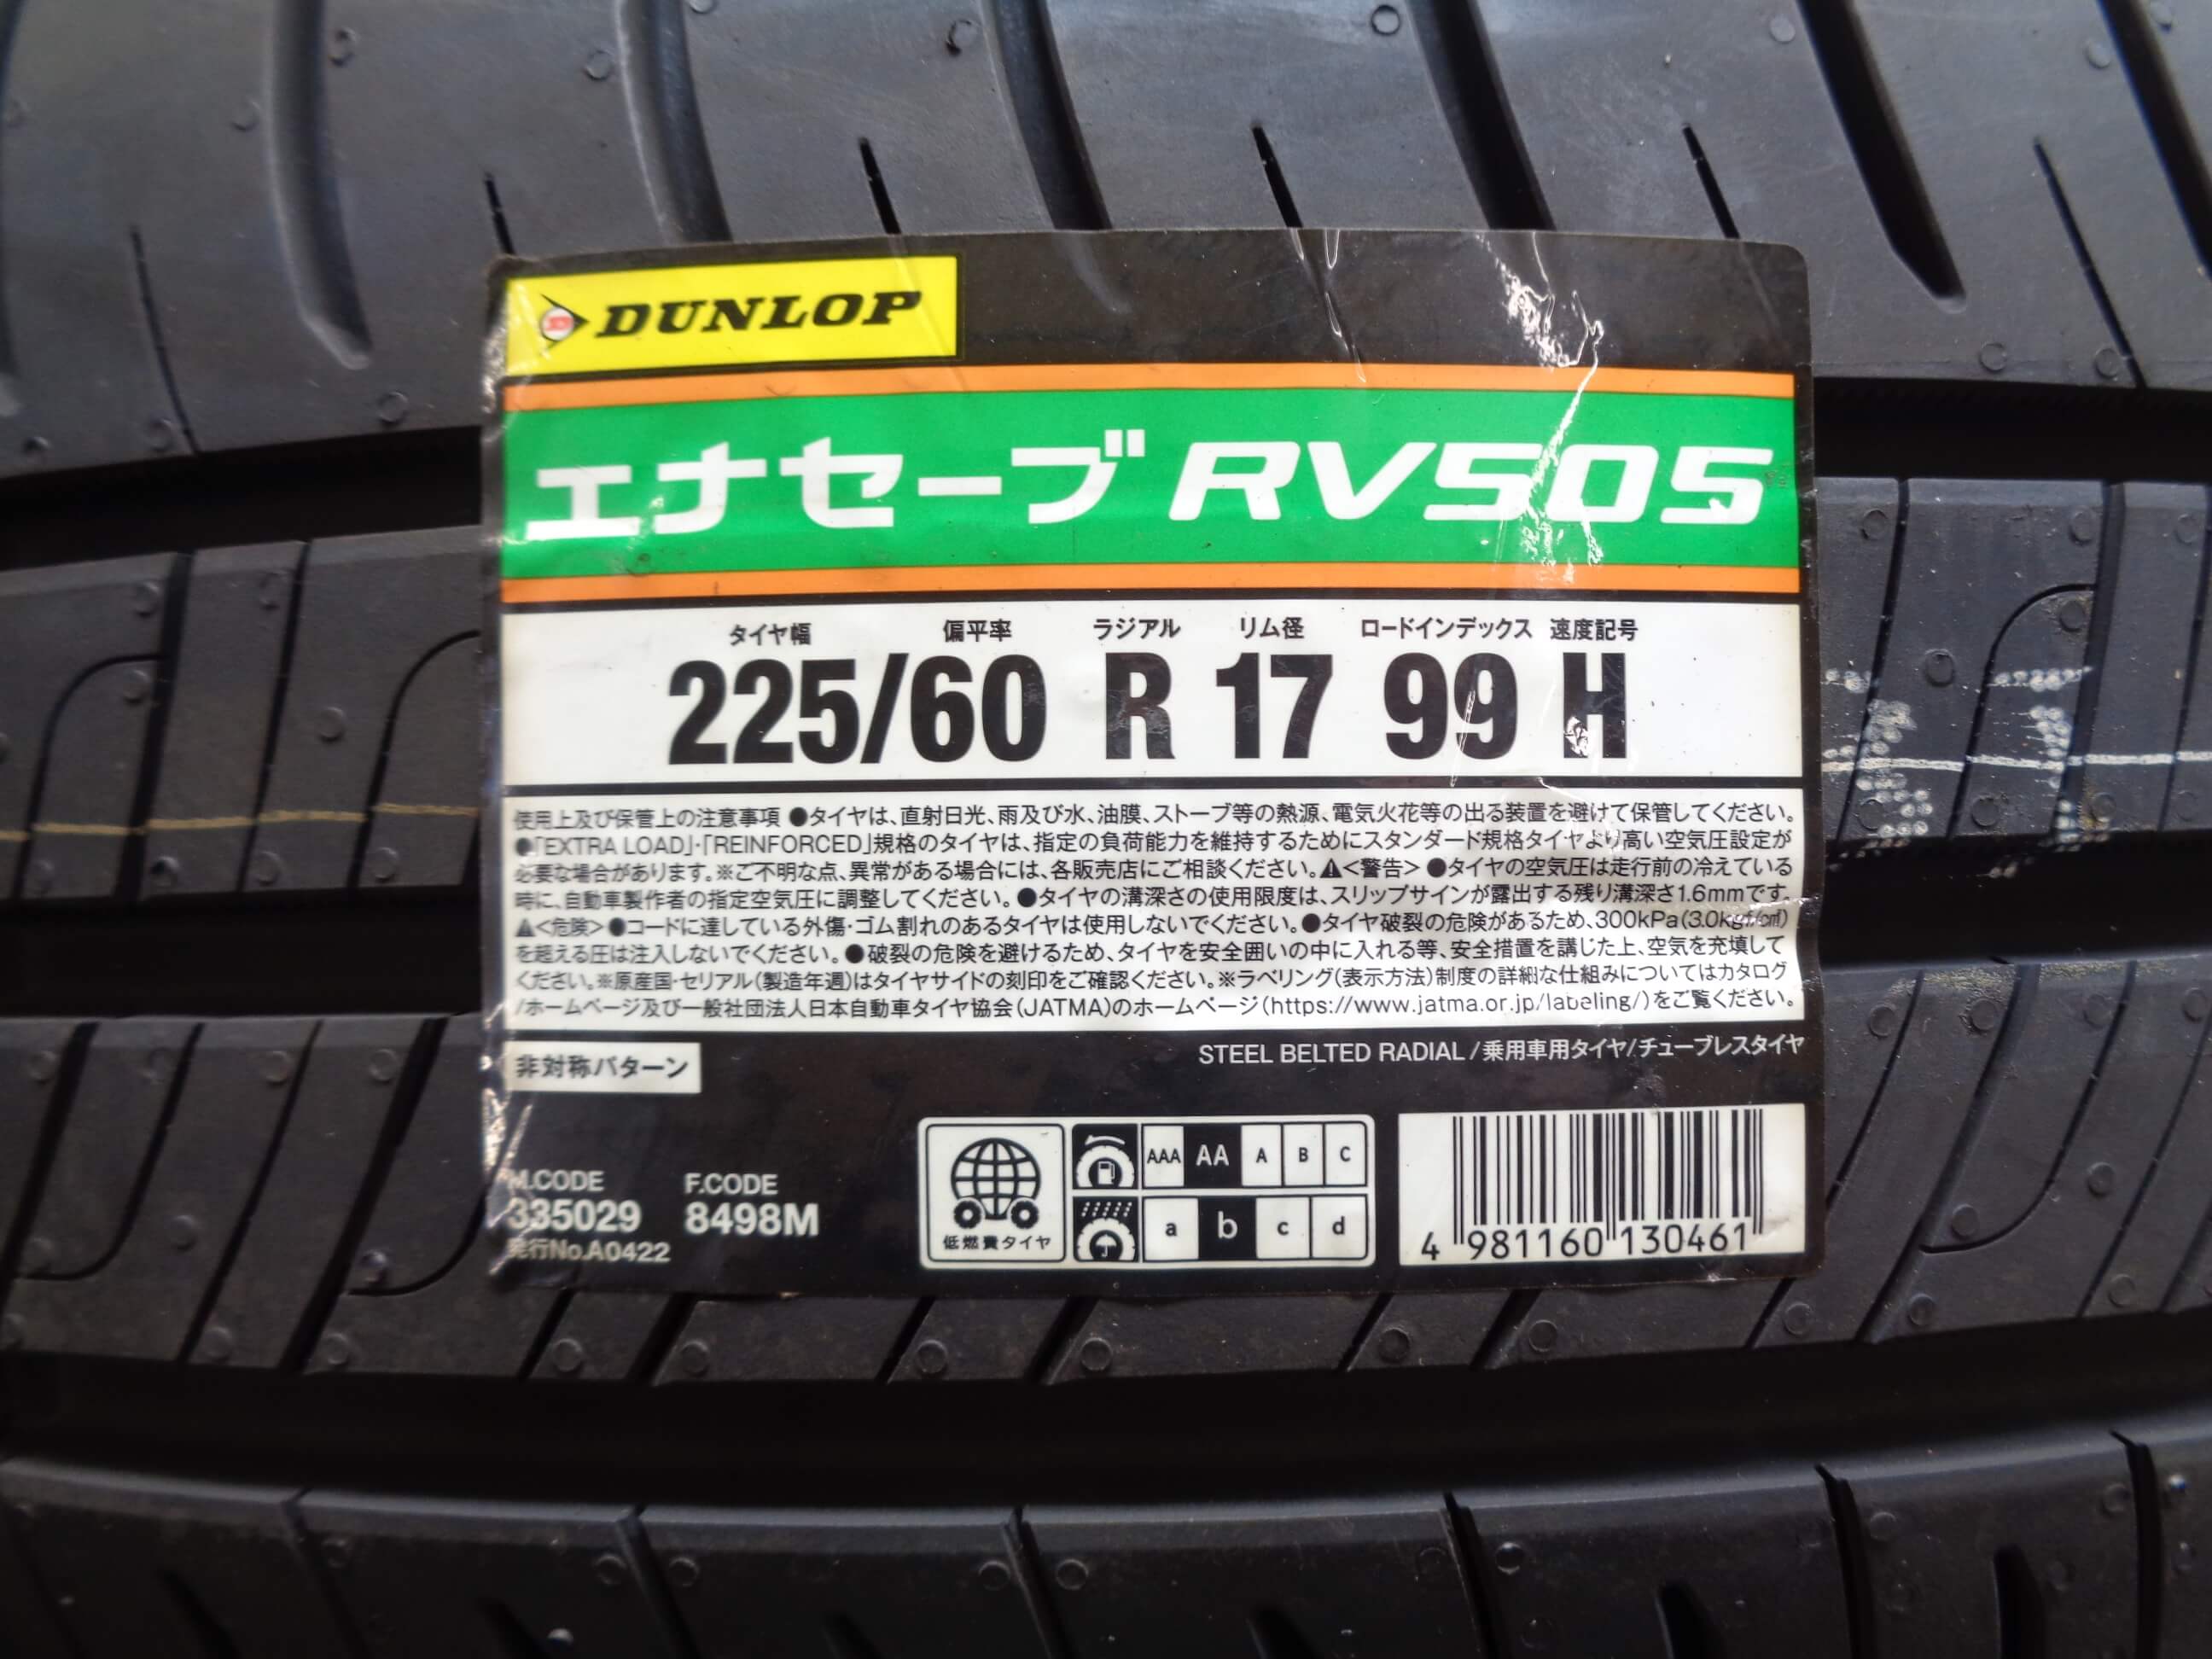 DUNLOP
エナセーブ RV505
タイヤ幅 偏平率 ラジアル リム径 ロードインデックス 速度記号
225/60 R 17 99 H
使用上及び保管上の注意事項 ●タイヤは、直射日光、雨及び水、油膜、ストーブ等の熱源、電気火花等の出る装置を避けて保管してください。
●「EXTRA LOAD」・「REINFORCED」規格のタイヤは、指定の負荷能力を維持するためにスタンダード規格タイヤより高い空気圧設定が
必要な場合があります。※ご不明な点、異常がある場合には、各販売店にご相談ください。⚠<警告> ●タイヤの空気圧は走行前の冷えている
時に、自動車製作者の指定空気圧に調整してください。●タイヤの溝深さの使用限度は、スリップサインが露出する残り溝深さ1.6mmです。
⚠<危険> ●コードに達している外傷・ゴム割れのあるタイヤは使用しないでください。●タイヤ破裂の危険があるため、300kPa(3.0kgf/c㎡)
を超える圧は注入しないでください。●破裂の危険を避けるため、タイヤを安全囲いの中に入れる等、安全措置を講じた上、空気を充填して
ください。※原産国・セリアル(製造年週)はタイヤサイドの刻印をご確認ください。※ラベリング(表示方法)制度の詳細な仕組みについてはカタログ
/ホームページ及び一般社団法人日本自動車タイヤ協会(JATMA)のホームページ(https://www.jatma.or.jp/labeling/)をご覧ください。
非対称パターン
STEEL BELTED RADIAL/乗用車用タイヤ/チューブレスタイヤ
M.CODE F.CODE
335029 8498M
発行No.A0422
低燃費タイヤ
AAA AA A B C
a b c d
4 981160 130461